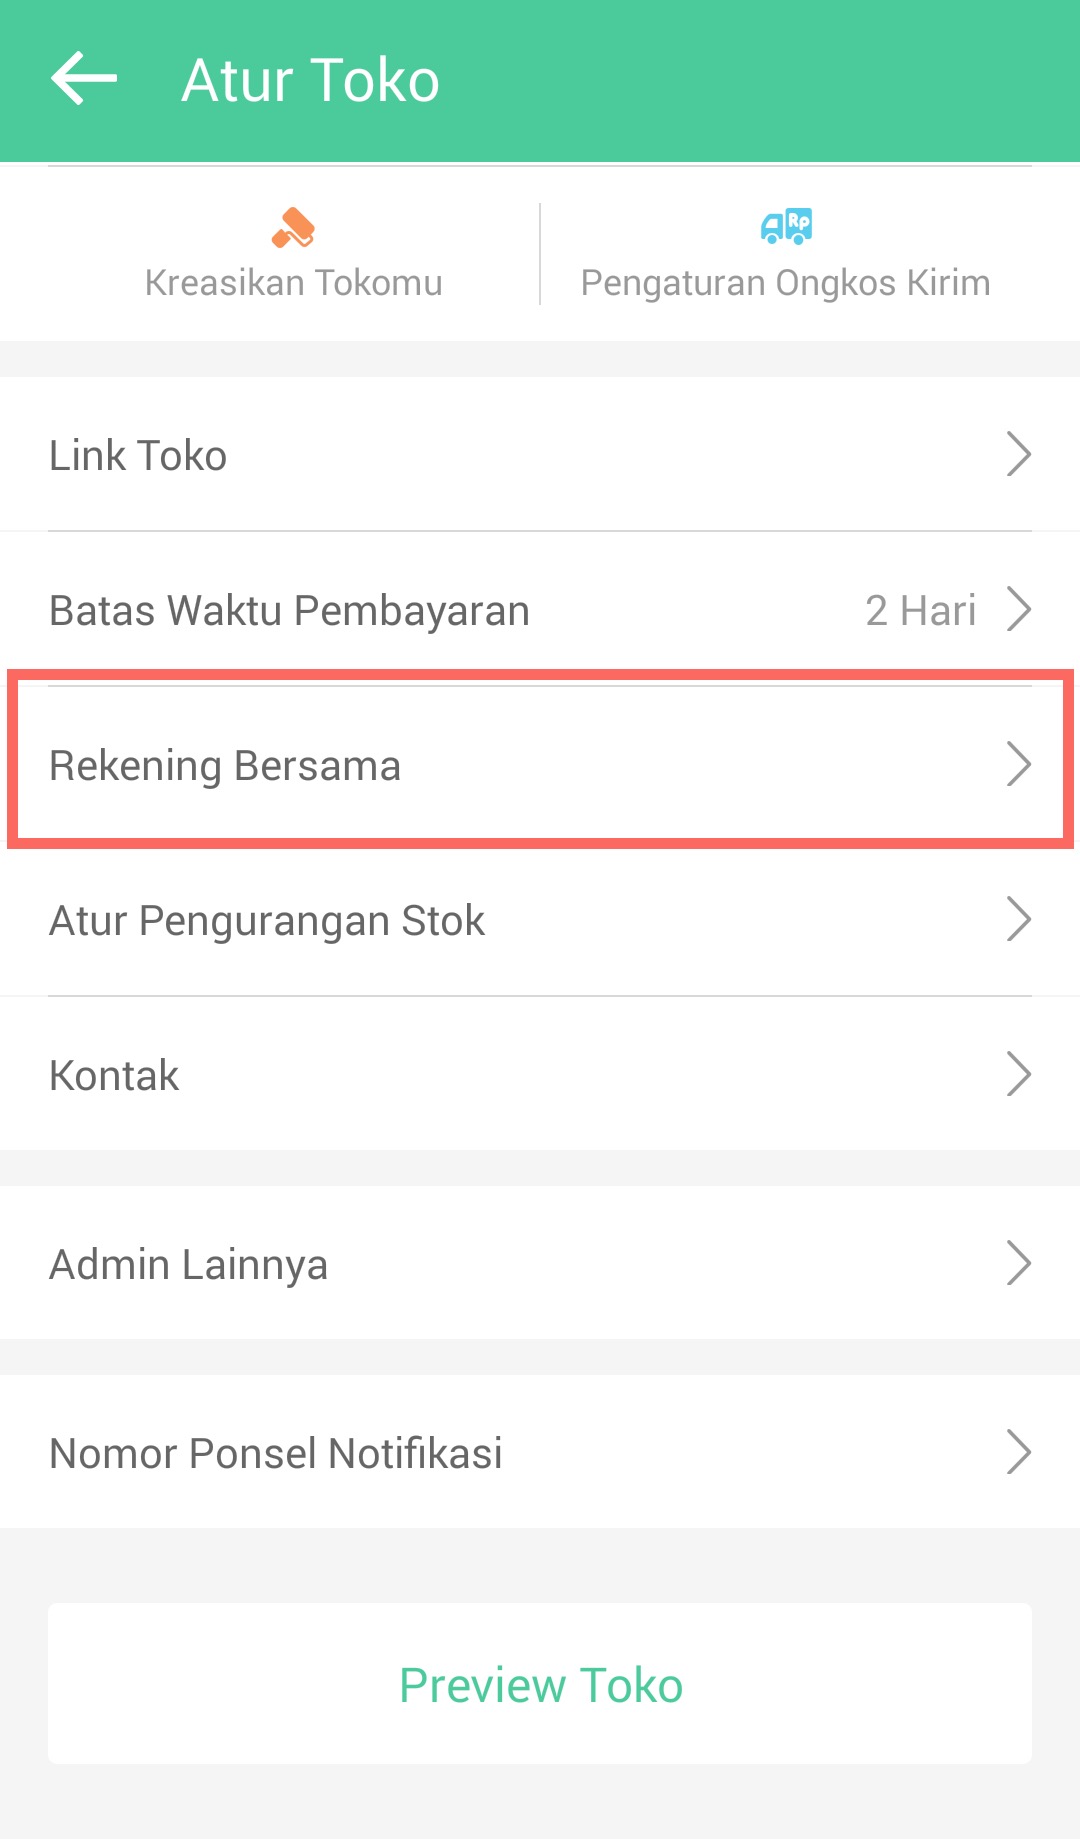 Atur Toko
Rp
Kreasikan Tokomu
Pengaturan Ongkos Kirim
Link Toko
Batas Waktu Pembayaran 2 Hari
Rekening Bersama
Atur Pengurangan Stok
Kontak
Admin Lainnya
Nomor Ponsel Notifikasi
Preview Toko